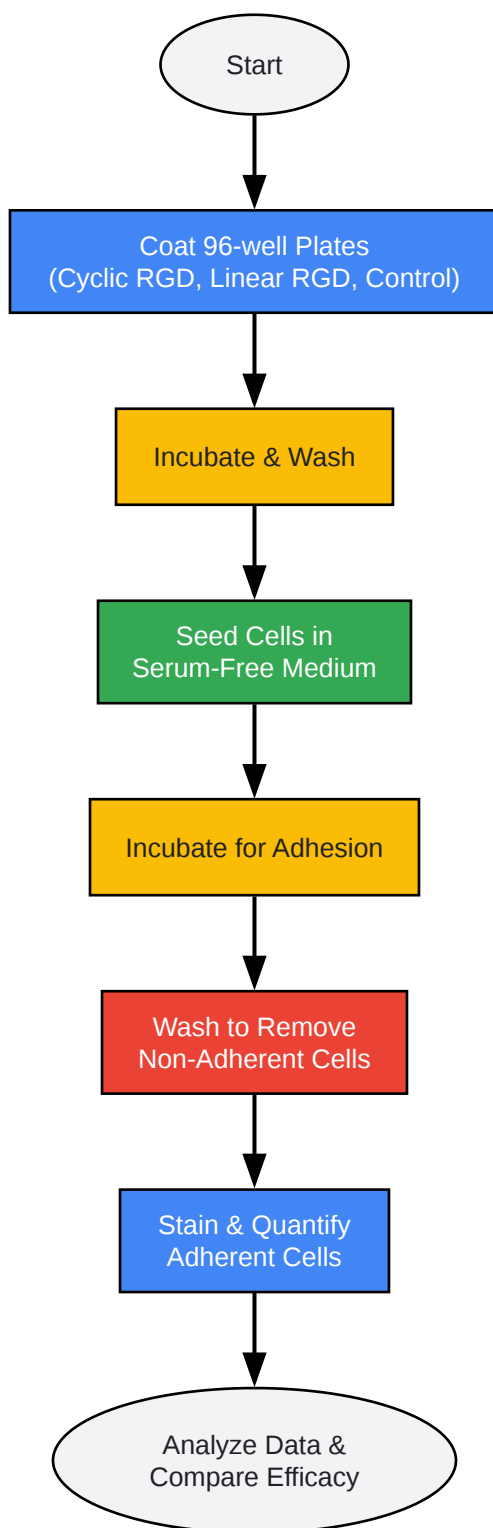 Start
Coat 96-well Plates
(Cyclic RGD, Linear RGD, Control)
Incubate & Wash
Seed Cells in
Serum-Free Medium
Incubate for Adhesion
Wash to Remove
Non-Adherent Cells
Stain & Quantify
Adherent Cells
Analyze Data &
Compare Efficacy